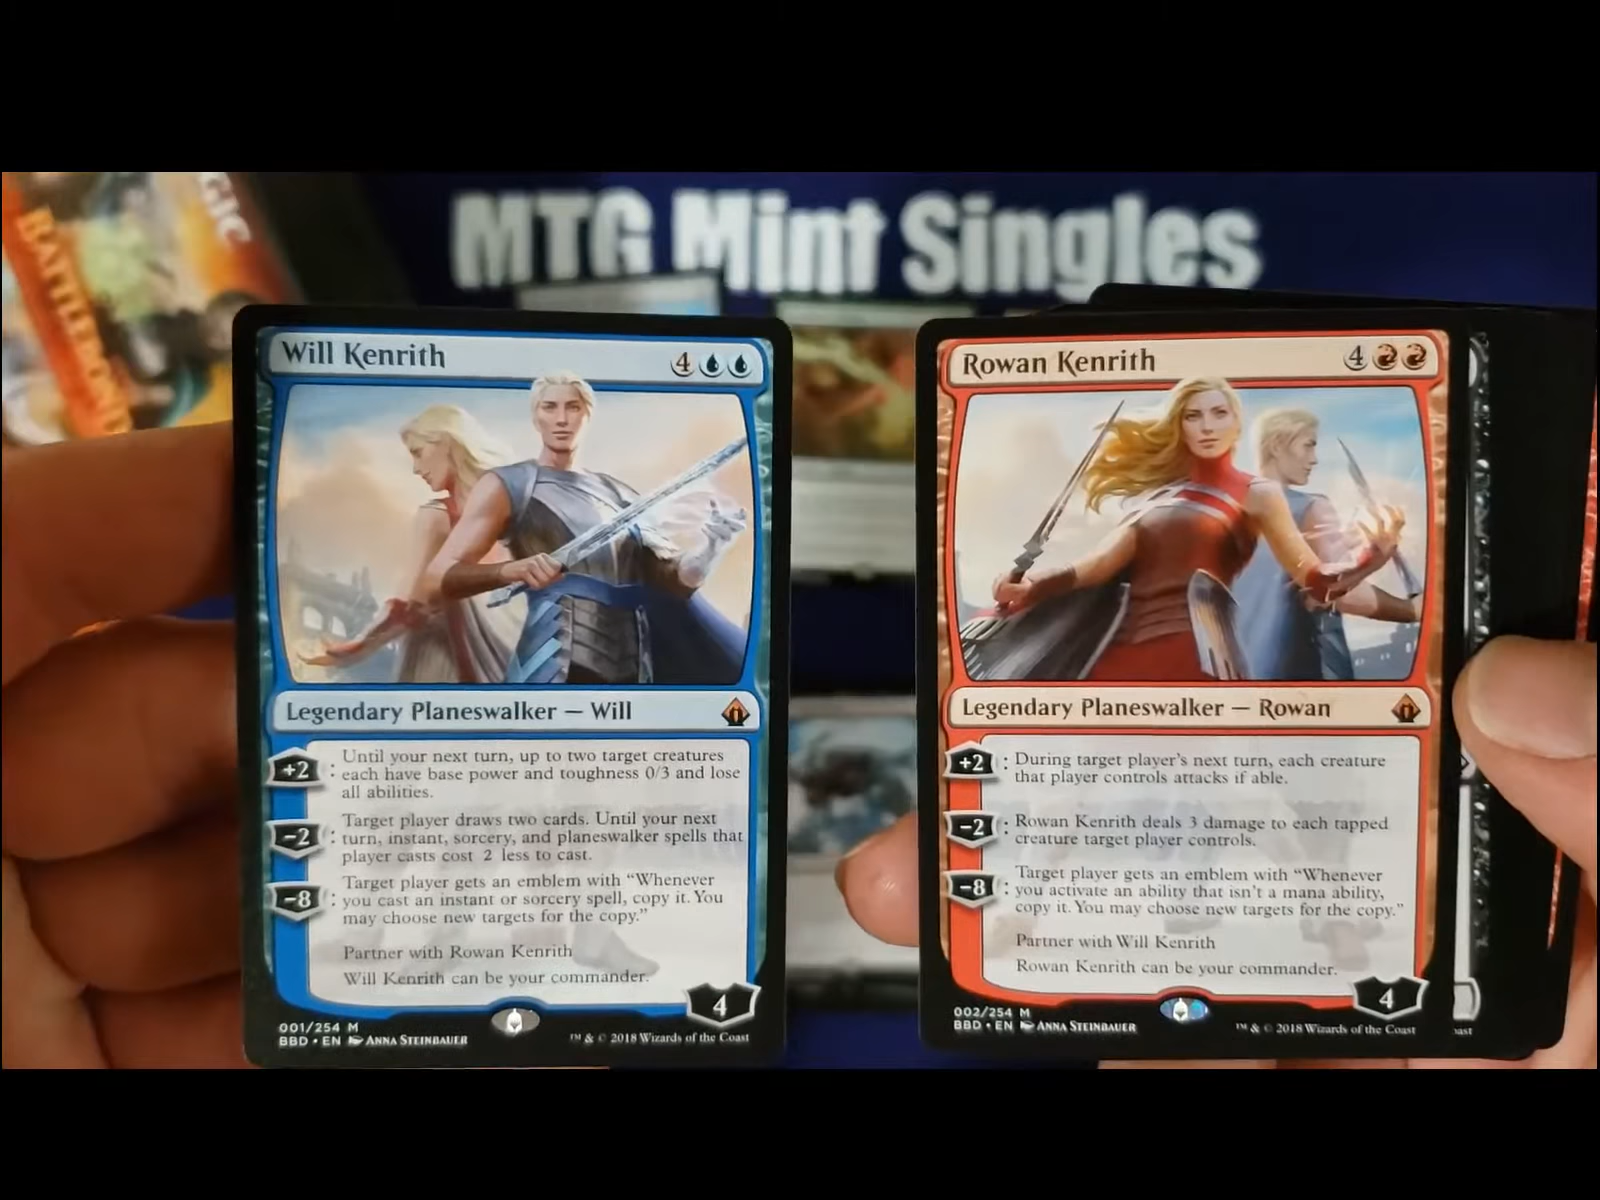 GIC
BATTLEBOND
MTG Mint Singles
Will Kenrith
4
Legendary Planeswalker — Will
+2 : Until your next turn, up to two target creatures
each have base power and toughness 0/3 and lose
all abilities.
−2 : Target player draws two cards. Until your next
turn, instant, sorcery, and planeswalker spells that
player casts cost 2 less to cast.
−8 : Target player gets an emblem with “Whenever
you cast an instant or sorcery spell, copy it. You
may choose new targets for the copy.”
Partner with Rowan Kenrith
Will Kenrith can be your commander.
4
001/254 M
BBD • EN Anna Steinbauer
™ & © 2018 Wizards of the Coast
Rowan Kenrith
4
Legendary Planeswalker — Rowan
+2 : During target player’s next turn, each creature
that player controls attacks if able.
−2 : Rowan Kenrith deals 3 damage to each tapped
creature target player controls.
−8 : Target player gets an emblem with “Whenever
you activate an ability that isn’t a mana ability,
copy it. You may choose new targets for the copy.”
Partner with Will Kenrith
Rowan Kenrith can be your commander.
4
002/254 M
BBD • EN Anna Steinbauer
™ & © 2018 Wizards of the Coast
ast